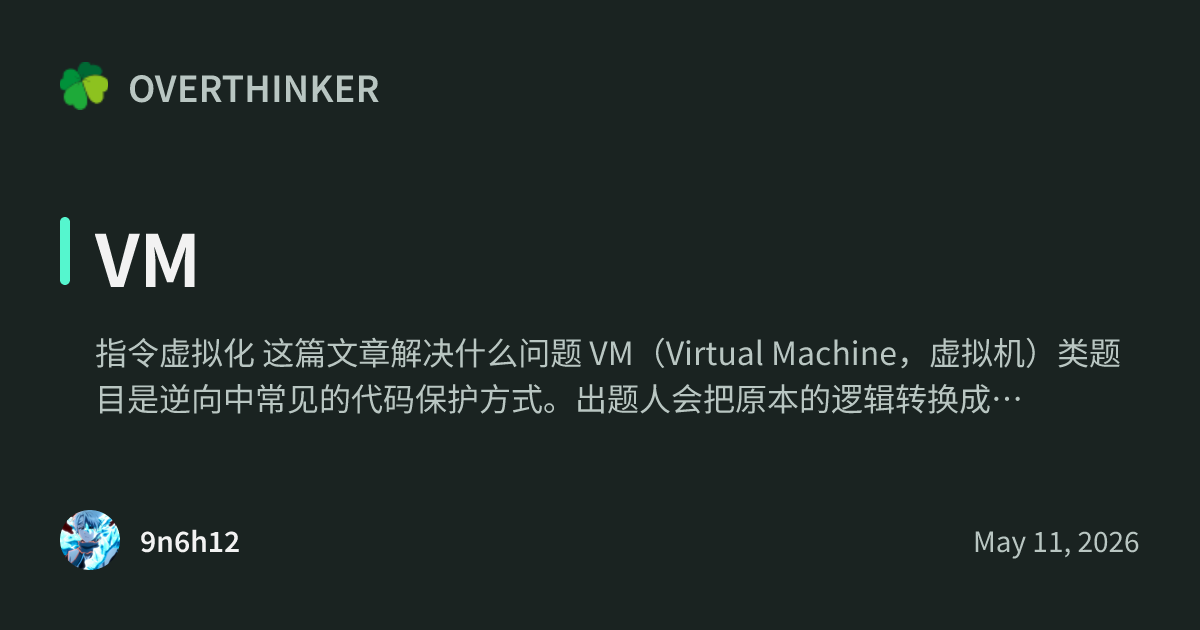 OVERTHINKER
VM
指令虚拟化 这篇文章解决什么问题 VM（Virtual Machine，虚拟机）类题
目是逆向中常见的代码保护方式。出题人会把原本的逻辑转换成…
9n6h12
May 11, 2026